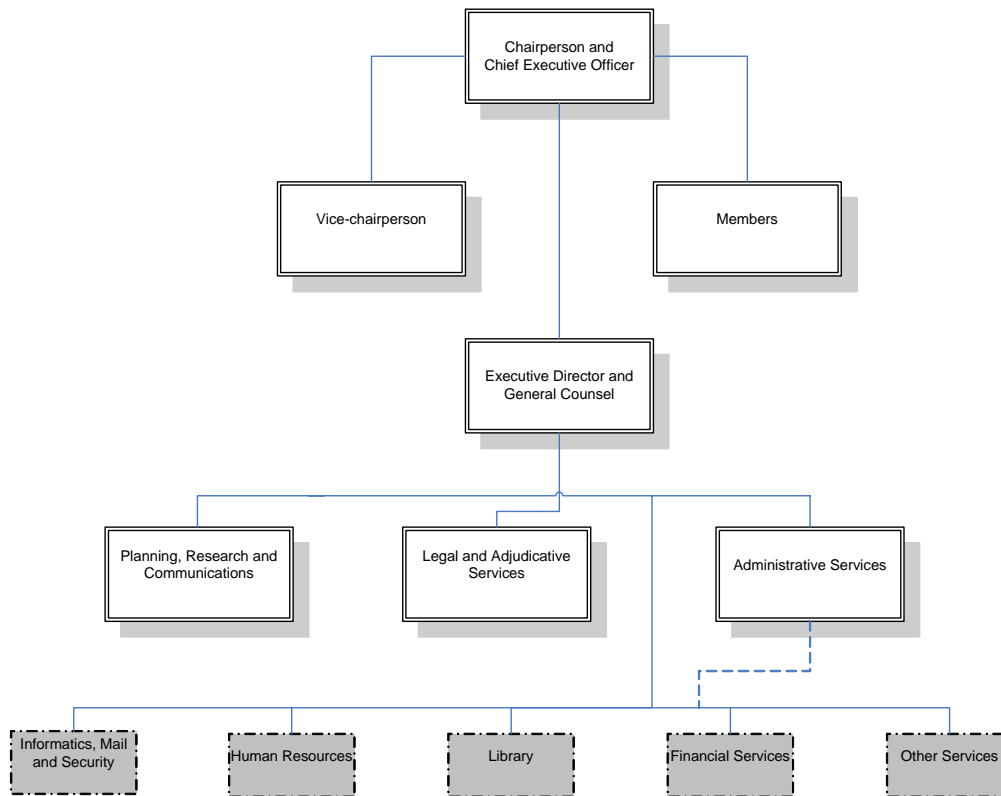 Chairperson and
Chief Executive Officer
Vice-chairperson
Members
Executive Director and
General Counsel
Planning, Research and
Communications
Legal and Adjudicative
Services
Administrative Services
Informatics, Mail
and Security
Human Resources
Library
Financial Services
Other Services